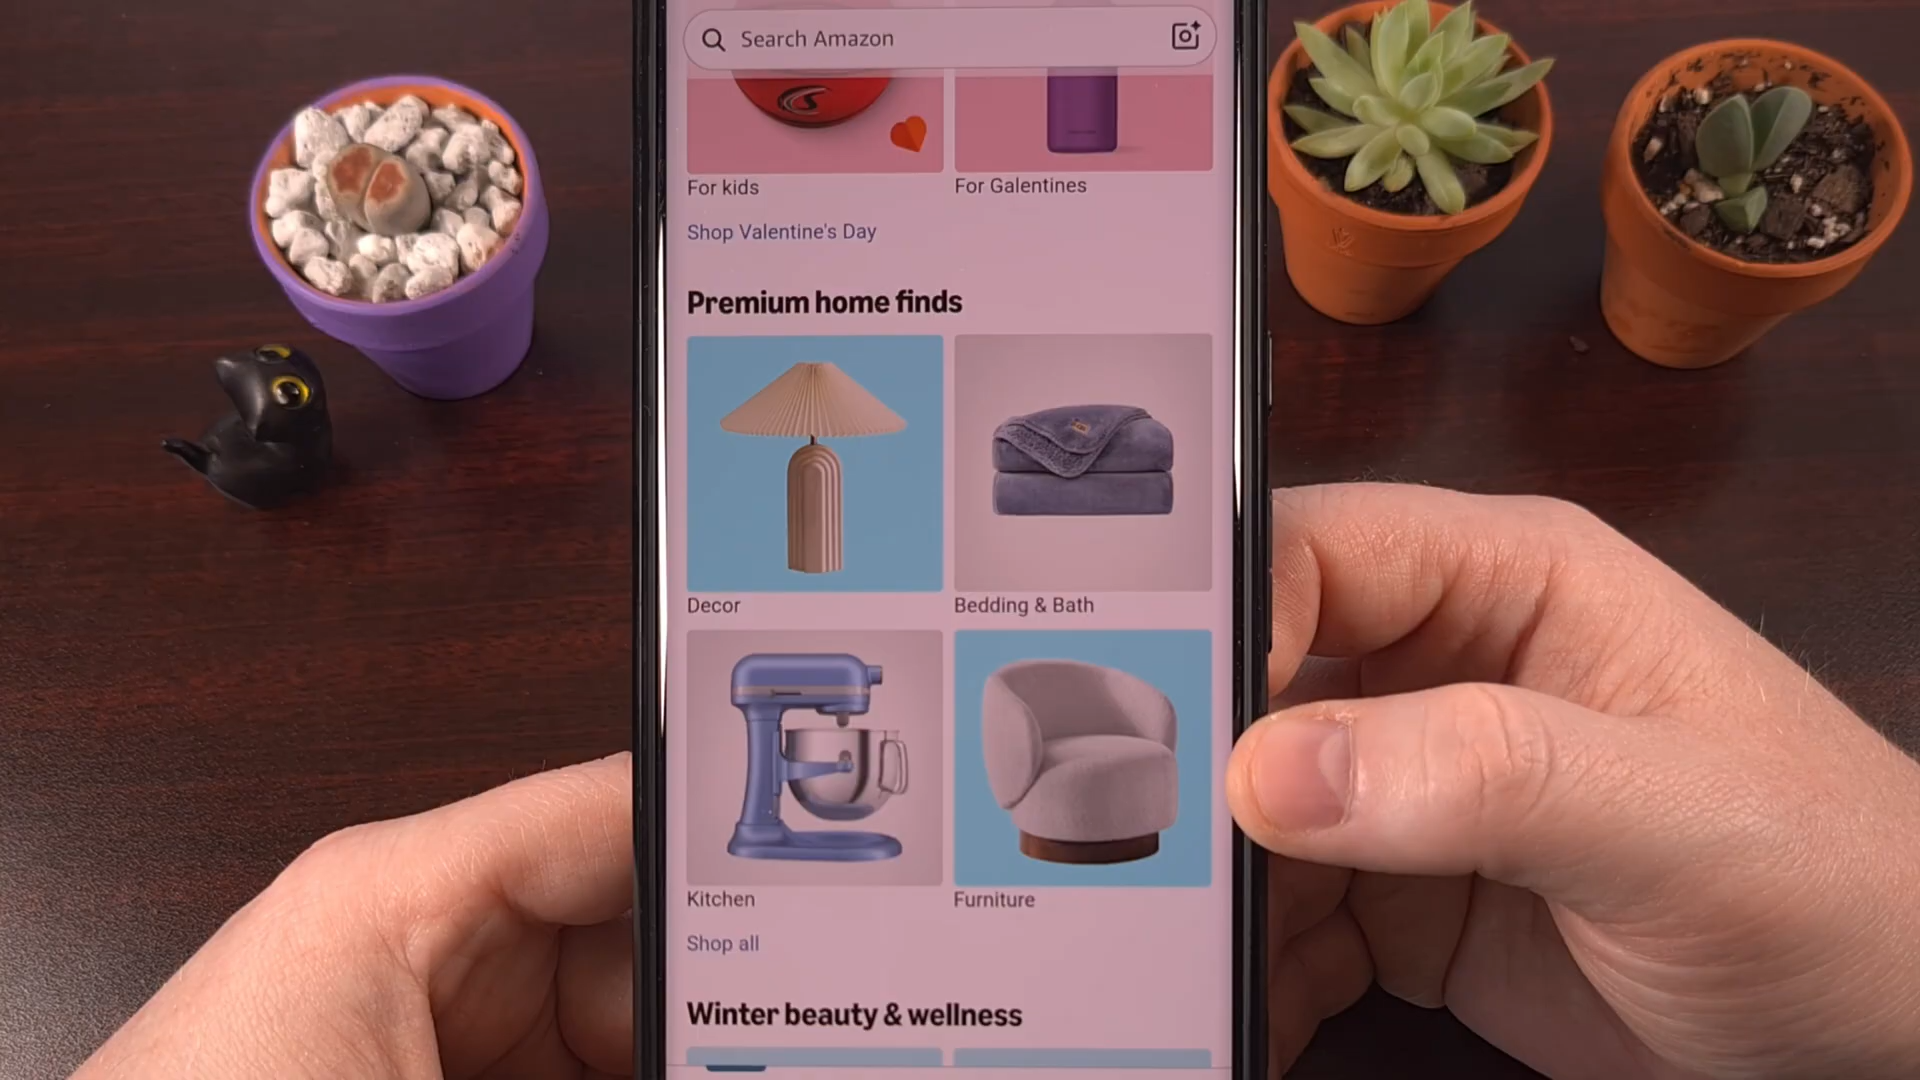 Search Amazon
For kids
For Galentines
Shop Valentine's Day
Premium home finds
Decor
Bedding & Bath
Kitchen
Furniture
Shop all
Winter beauty & wellness